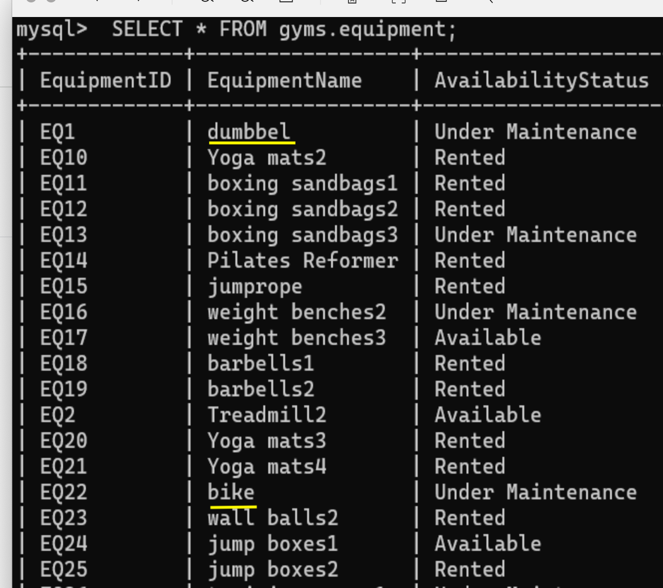 mysql>  SELECT * FROM gyms.equipment;
| EquipmentID | EquipmentName | AvailabilityStatus
| EQ1 | dumbbel | Under Maintenance
| EQ10 | Yoga mats2 | Rented
| EQ11 | boxing sandbags1 | Rented
| EQ12 | boxing sandbags2 | Rented
| EQ13 | boxing sandbags3 | Under Maintenance
| EQ14 | Pilates Reformer | Rented
| EQ15 | jumprope | Rented
| EQ16 | weight benches2 | Under Maintenance
| EQ17 | weight benches3 | Available
| EQ18 | barbells1 | Rented
| EQ19 | barbells2 | Rented
| EQ2 | Treadmill2 | Available
| EQ20 | Yoga mats3 | Rented
| EQ21 | Yoga mats4 | Rented
| EQ22 | bike | Under Maintenance
| EQ23 | wall balls2 | Rented
| EQ24 | jump boxes1 | Available
| EQ25 | jump boxes2 | Rented